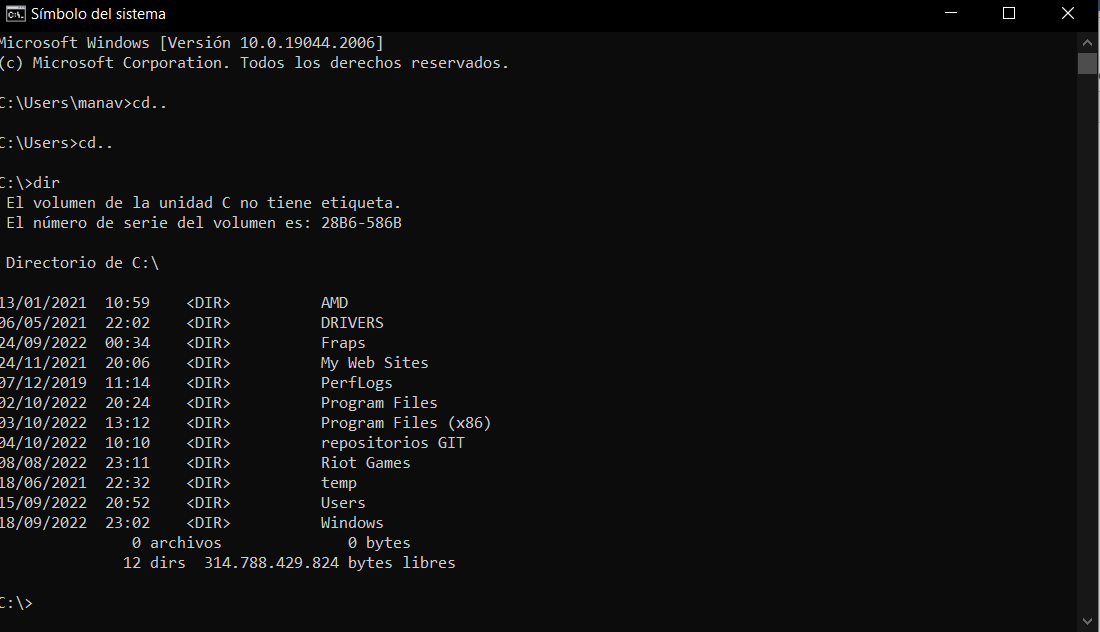 Símbolo del sistema
Microsoft Windows [Versión 10.0.19044.2006]
(c) Microsoft Corporation. Todos los derechos reservados.
C:\Users\manav>cd..
C:\Users>cd..
C:\>dir
El volumen de la unidad C no tiene etiqueta.
El número de serie del volumen es: 28B6-586B
Directorio de C:\
13/01/2021  10:59    <DIR>          AMD
06/05/2021  22:02    <DIR>          DRIVERS
24/09/2022  00:34    <DIR>          Fraps
24/11/2021  20:06    <DIR>          My Web Sites
07/12/2019  11:14    <DIR>          PerfLogs
02/10/2022  20:24    <DIR>          Program Files
03/10/2022  13:12    <DIR>          Program Files (x86)
04/10/2022  10:10    <DIR>          repositorios GIT
08/08/2022  23:11    <DIR>          Riot Games
18/06/2021  22:32    <DIR>          temp
15/09/2022  20:52    <DIR>          Users
18/09/2022  23:02    <DIR>          Windows
0 archivos              0 bytes
12 dirs  314.788.429.824 bytes libres
C:\>